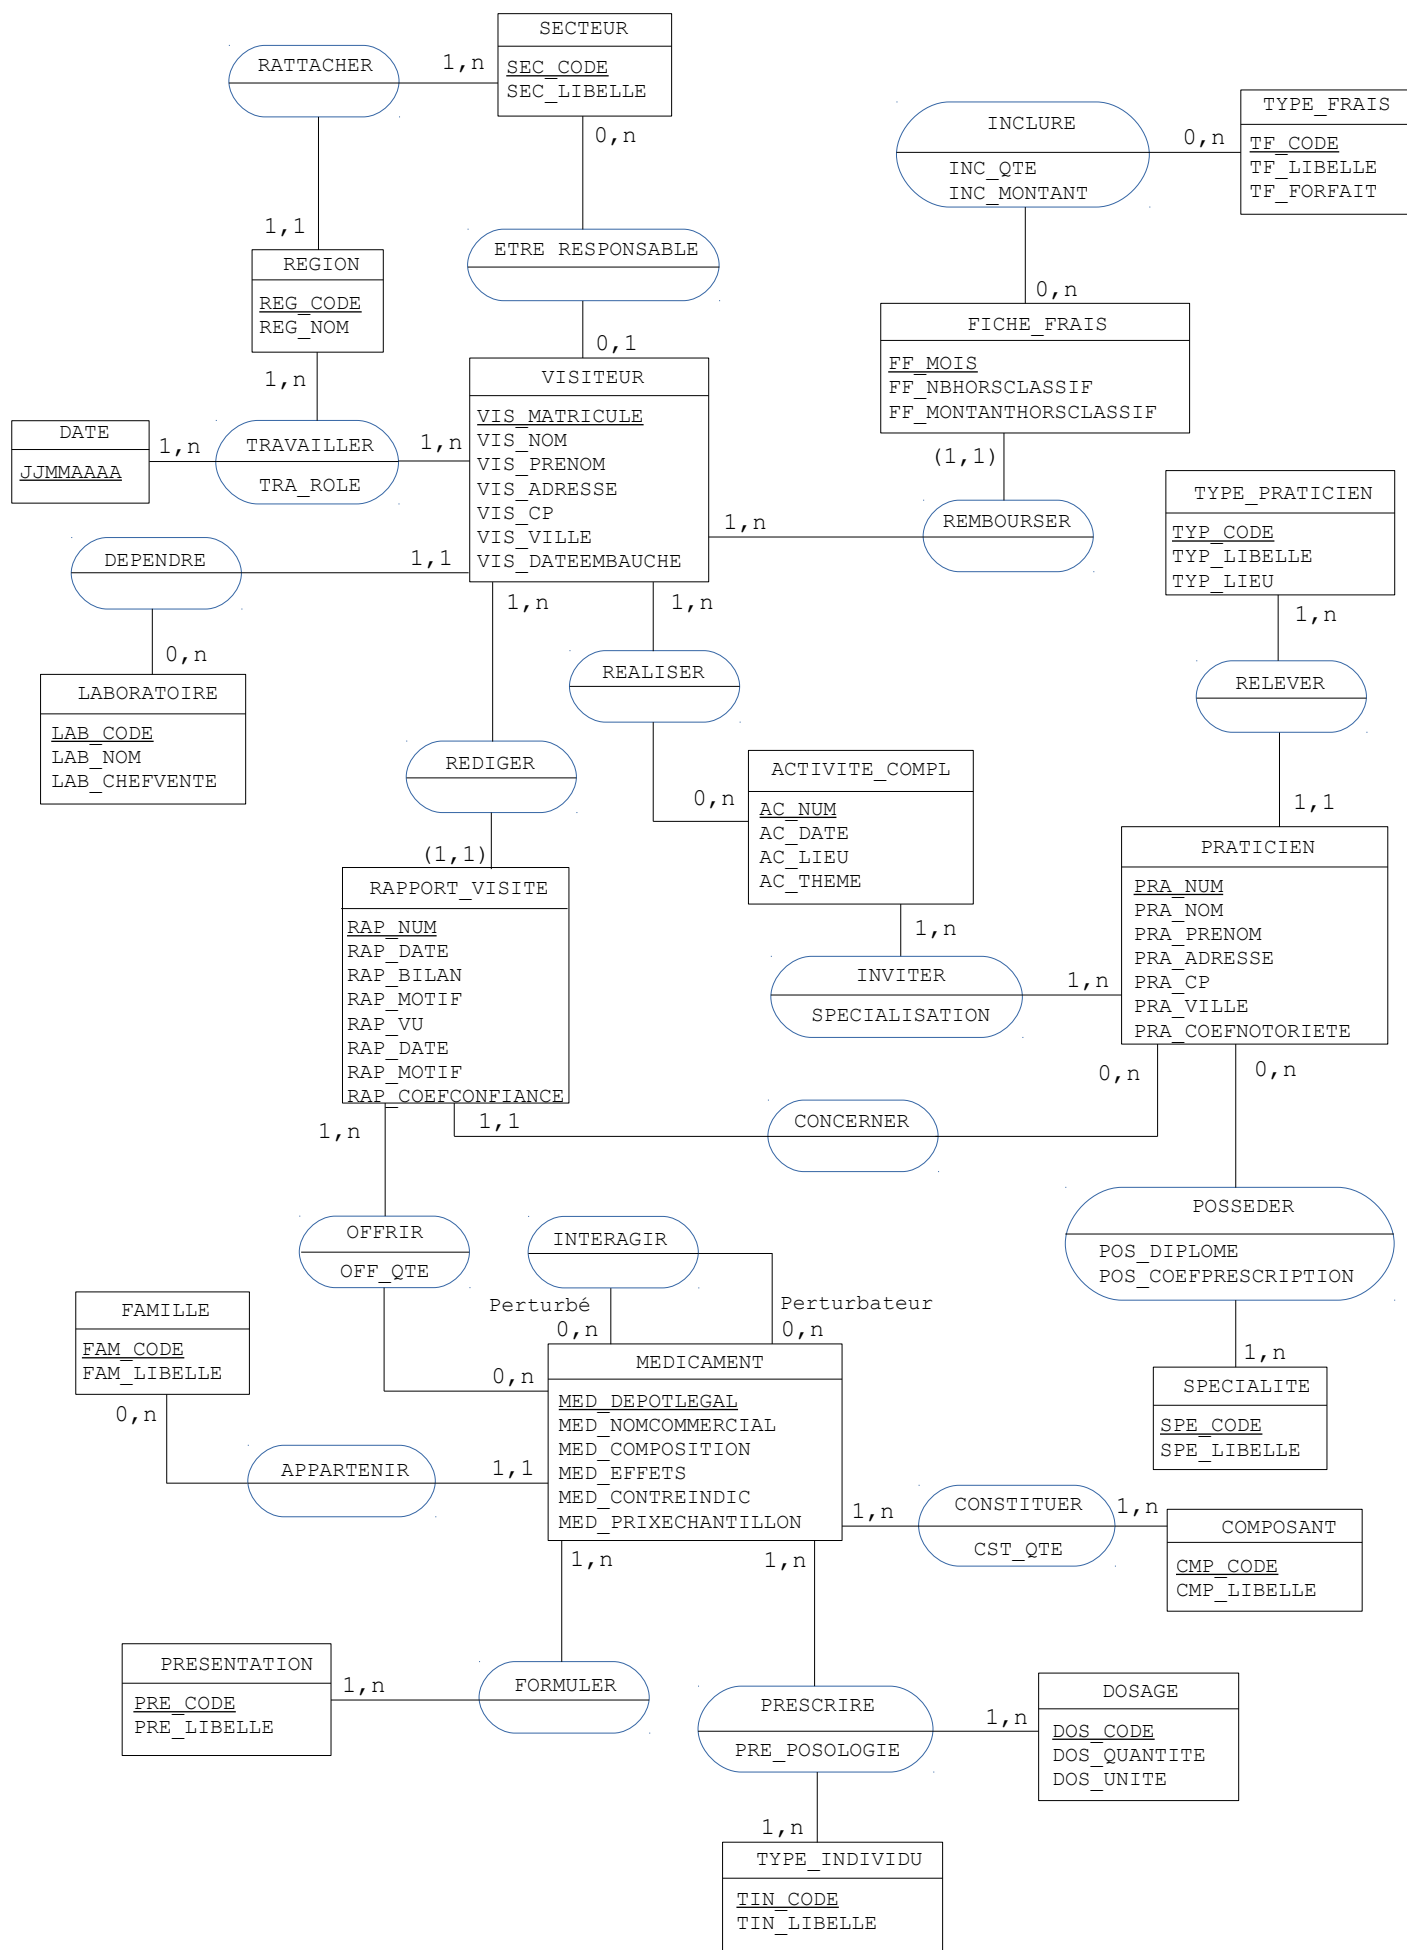 SECTEUR
SEC_CODE
SEC_LIBELLE
RATTACHER
1,n
0,n
1,1
INCLURE
INC_QTE
INC_MONTANT
0,n
TYPE_FRAIS
TF_CODE
TF_LIBELLE
TF_FORFAIT
ETRE RESPONSABLE
0,1
REGION
REG_CODE
REG_NOM
1,n
0,n
FICHE_FRAIS
FF_MOIS
FF_NBHORSCLASSIF
FF_MONTANTHORSCLASSIF
(1,1)
VISITEUR
VIS_MATRICULE
VIS_NOM
VIS_PRENOM
VIS_ADRESSE
VIS_CP
VIS_VILLE
VIS_DATEEMBAUCHE
DATE
JJMMAAAA
1,n
TRAVAILLER
TRA_ROLE
1,n
1,n
REMBOURSER
TYPE_PRATICIEN
TYP_CODE
TYP_LIBELLE
TYP_LIEU
1,n
DEPENDRE
1,1
0,n
1,n
1,n
REALISER
RELEVER
1,1
LABORATOIRE
LAB_CODE
LAB_NOM
LAB_CHEFVENTE
REDIGER
(1,1)
0,n
ACTIVITE_COMPL
AC_NUM
AC_DATE
AC_LIEU
AC_THEME
1,n
PRATICIEN
PRA_NUM
PRA_NOM
PRA_PRENOM
PRA_ADRESSE
PRA_CP
PRA_VILLE
PRA_COEFNOTORIETE
RAPPORT_VISITE
RAP_NUM
RAP_DATE
RAP_BILAN
RAP_MOTIF
RAP_VU
RAP_DATE
RAP_MOTIF
RAP_COEFCONFIANCE
INVITER
SPECIALISATION
1,n
0,n
0,n
1,n
1,1
CONCERNER
OFFRIR
OFF_QTE
INTERAGIR
Perturbé
0,n
Perturbateur
0,n
POSSEDER
POS_DIPLOME
POS_COEFPRESCRIPTION
1,n
FAMILLE
FAM_CODE
FAM_LIBELLE
0,n
0,n
MEDICAMENT
MED_DEPOTLEGAL
MED_NOMCOMMERCIAL
MED_COMPOSITION
MED_EFFETS
MED_CONTREINDIC
MED_PRIXECHANTILLON
SPECIALITE
SPE_CODE
SPE_LIBELLE
APPARTENIR
1,1
1,n
CONSTITUER
CST_QTE
1,n
COMPOSANT
CMP_CODE
CMP_LIBELLE
1,n
1,n
PRESENTATION
PRE_CODE
PRE_LIBELLE
1,n
FORMULER
PRESCRIRE
PRE_POSOLOGIE
1,n
DOSAGE
DOS_CODE
DOS_QUANTITE
DOS_UNITE
1,n
TYPE_INDIVIDU
TIN_CODE
TIN_LIBELLE